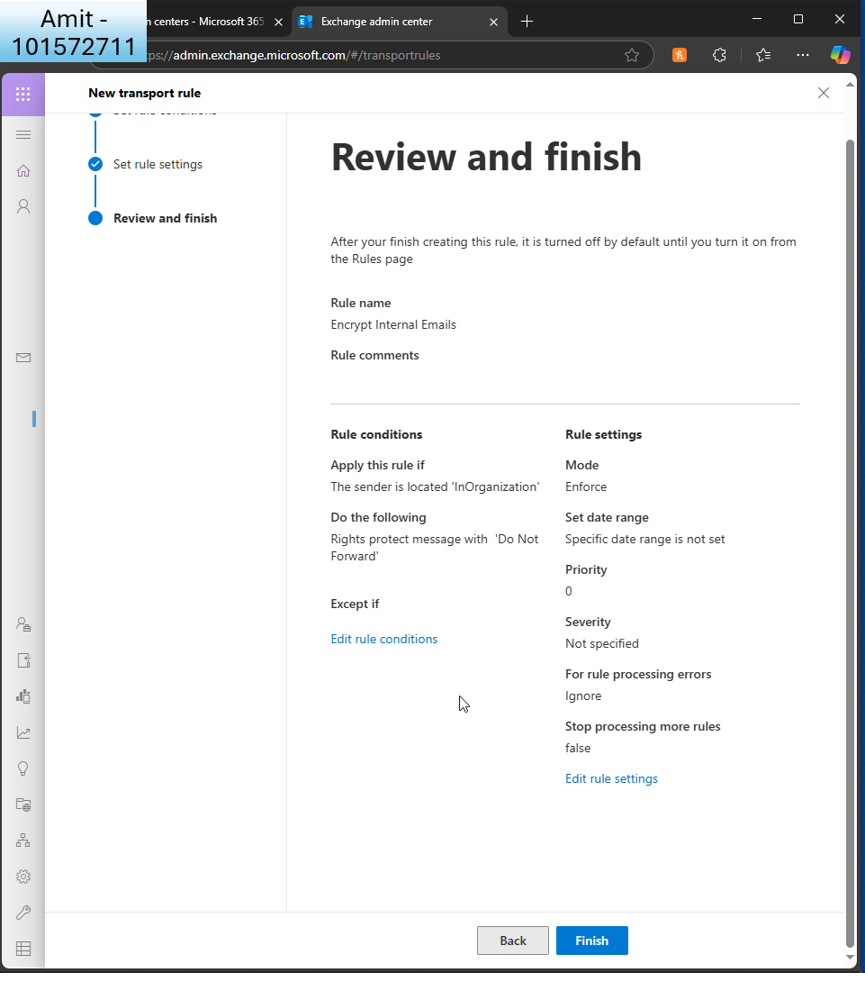 Amit -
101572711
n centers - Microsoft 365
Exchange admin center
ps://admin.exchange.microsoft.com/#/transportrules
New transport rule
Set rule settings
Review and finish
Review and finish
After your finish creating this rule, it is turned off by default until you turn it on from
the Rules page
Rule name
Encrypt Internal Emails
Rule comments
Rule conditions
Apply this rule if
The sender is located 'InOrganization'
Do the following
Rights protect message with 'Do Not
Forward'
Except if
Edit rule conditions
Rule settings
Mode
Enforce
Set date range
Specific date range is not set
Priority
0
Severity
Not specified
For rule processing errors
Ignore
Stop processing more rules
false
Edit rule settings
Back
Finish